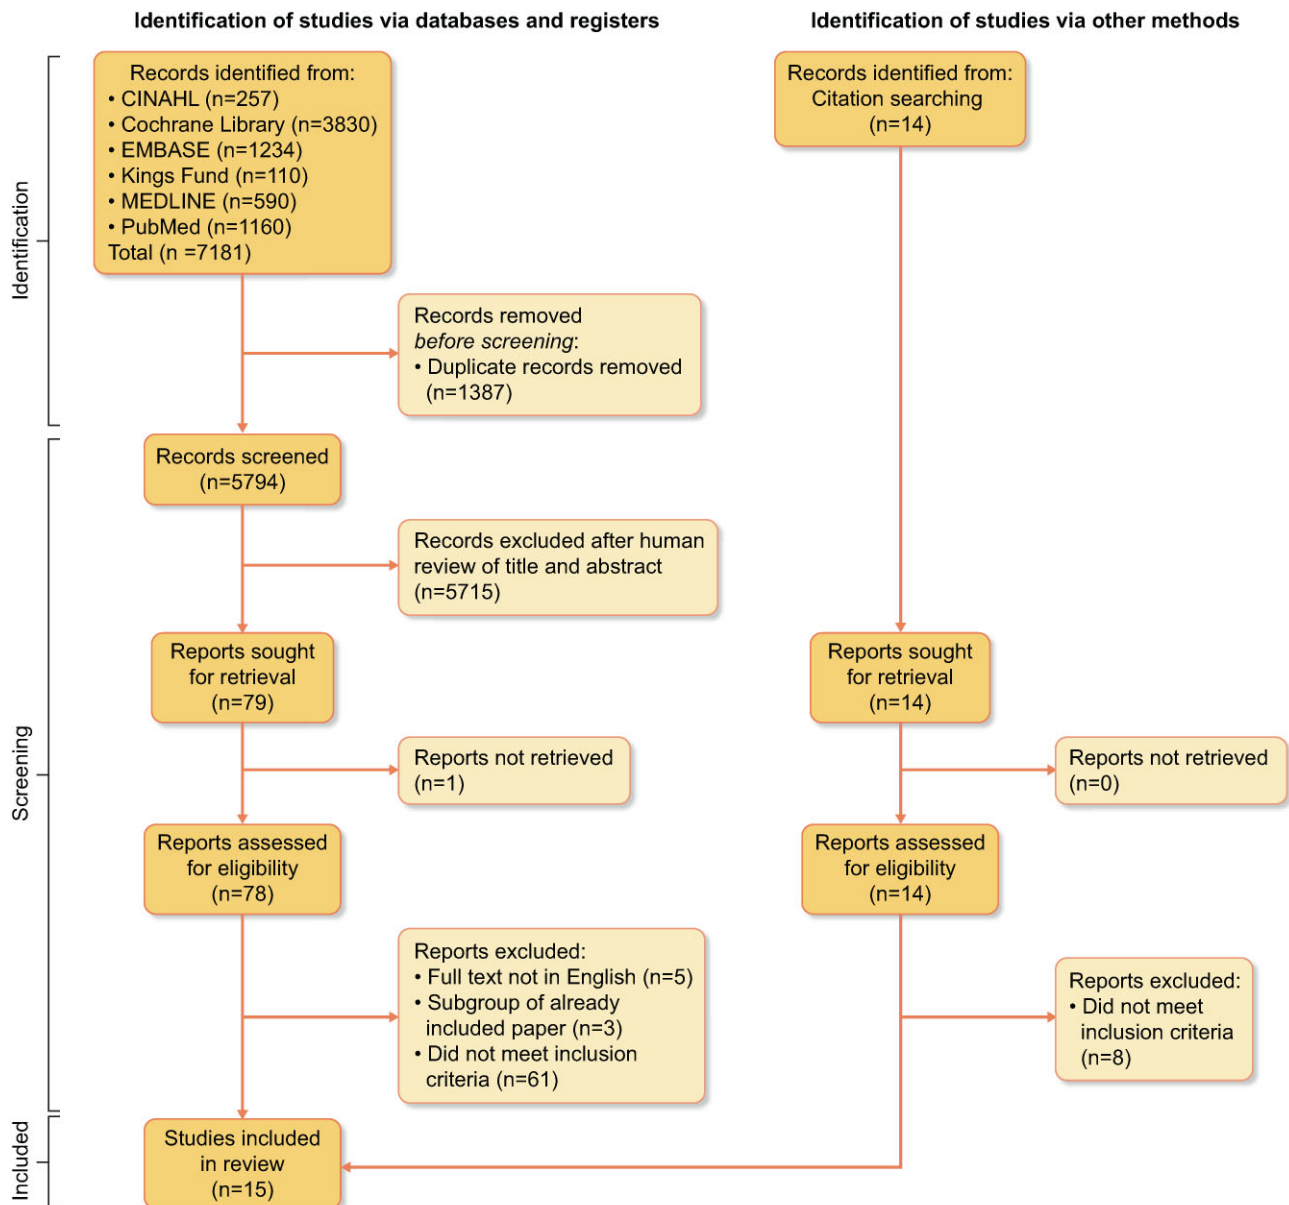 Identification of studies via databases and registers
Identification of studies via other methods
Identification
Records identified from:
• CINAHL (n=257)
• Cochrane Library (n=3830)
• EMBASE (n=1234)
• Kings Fund (n=110)
• MEDLINE (n=590)
• PubMed (n=1160)
Total (n =7181)
Records identified from:
Citation searching
(n=14)
Records removed
before screening:
• Duplicate records removed
(n=1387)
Screening
Records screened
(n=5794)
Records excluded after human
review of title and abstract
(n=5715)
Reports sought
for retrieval
(n=79)
Reports sought
for retrieval
(n=14)
Reports not retrieved
(n=1)
Reports not retrieved
(n=0)
Reports assessed
for eligibility
(n=78)
Reports assessed
for eligibility
(n=14)
Reports excluded:
• Full text not in English (n=5)
• Subgroup of already
included paper (n=3)
• Did not meet inclusion
criteria (n=61)
Reports excluded:
• Did not meet
inclusion criteria
(n=8)
Included
Studies included
in review
(n=15)